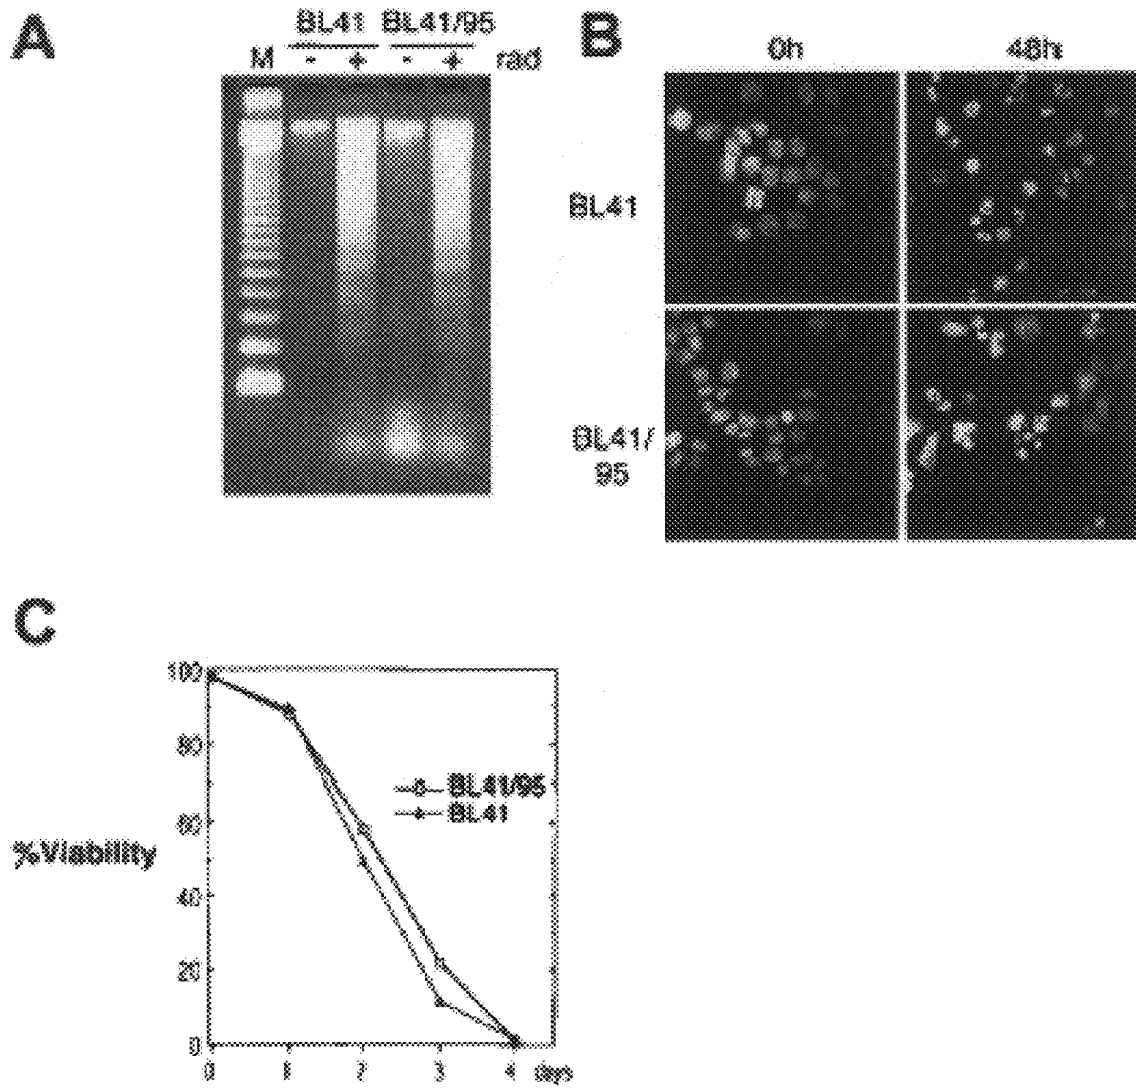 A
BL41 BL41/95
M - + - + rad
B
0h 48h
BL41
BL41/
95
C
100
80
60
40
20
0
%Viability
BL41/95
BL41
0 1 2 3 4 days